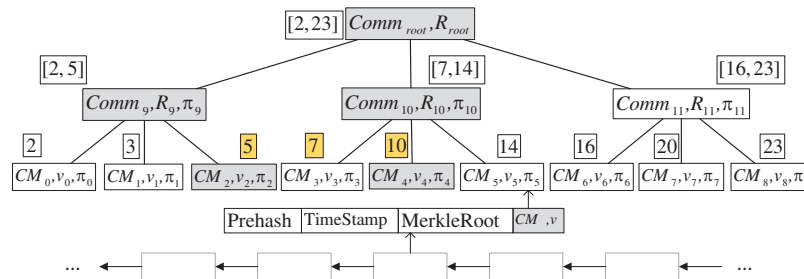 [2,23] Comm_root,R_root
[2,5] [7,14] [16,23]
Comm_9,R_9,π_9 Comm_10,R_10,π_10 Comm_11,R_11,π_11
2 3 5 7 10 14 16 20 23
CM_0,v_0,π_0 CM_1,v_1,π_1 CM_2,v_2,π_2 CM_3,v_3,π_3 CM_4,v_4,π_4 CM_5,v_5,π_5 CM_6,v_6,π_6 CM_7,v_7,π_7 CM_8,v_8,π
Prehash TimeStamp MerkleRoot CM ,v
... ...